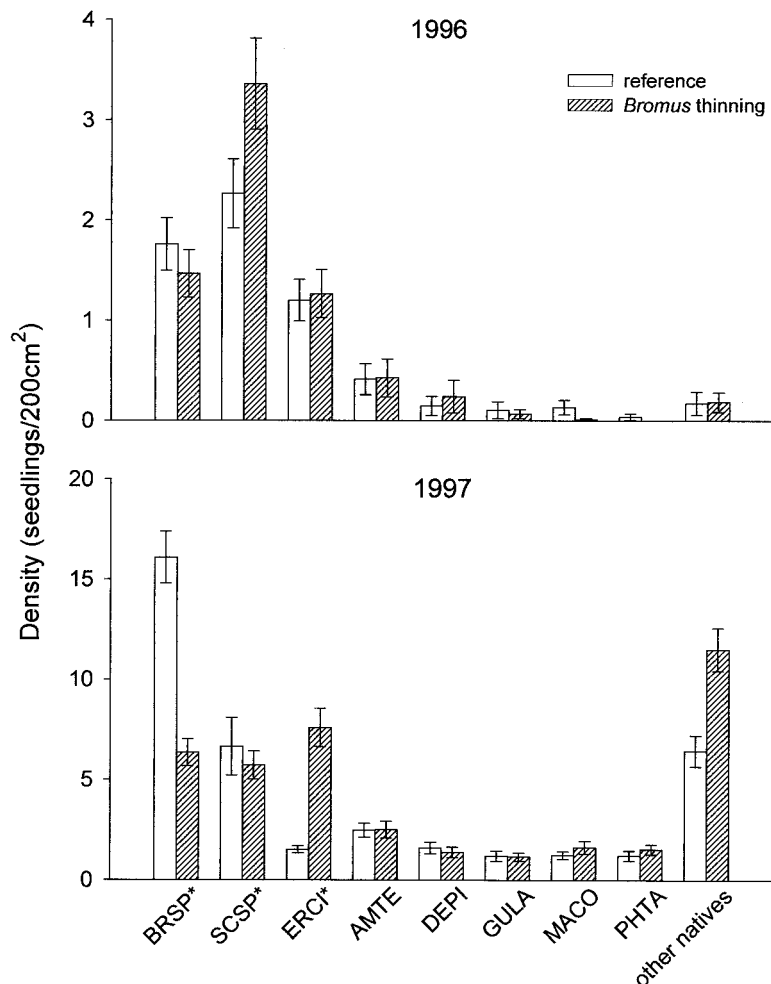 1996
reference
Bromus thinning
4
3
2
1
0
Density (seedlings/200cm²)
1997
20
15
10
5
0
BRSP*
SCSP*
ERCI*
AMTE
DEPI
GULA
MACO
PHTA
other natives